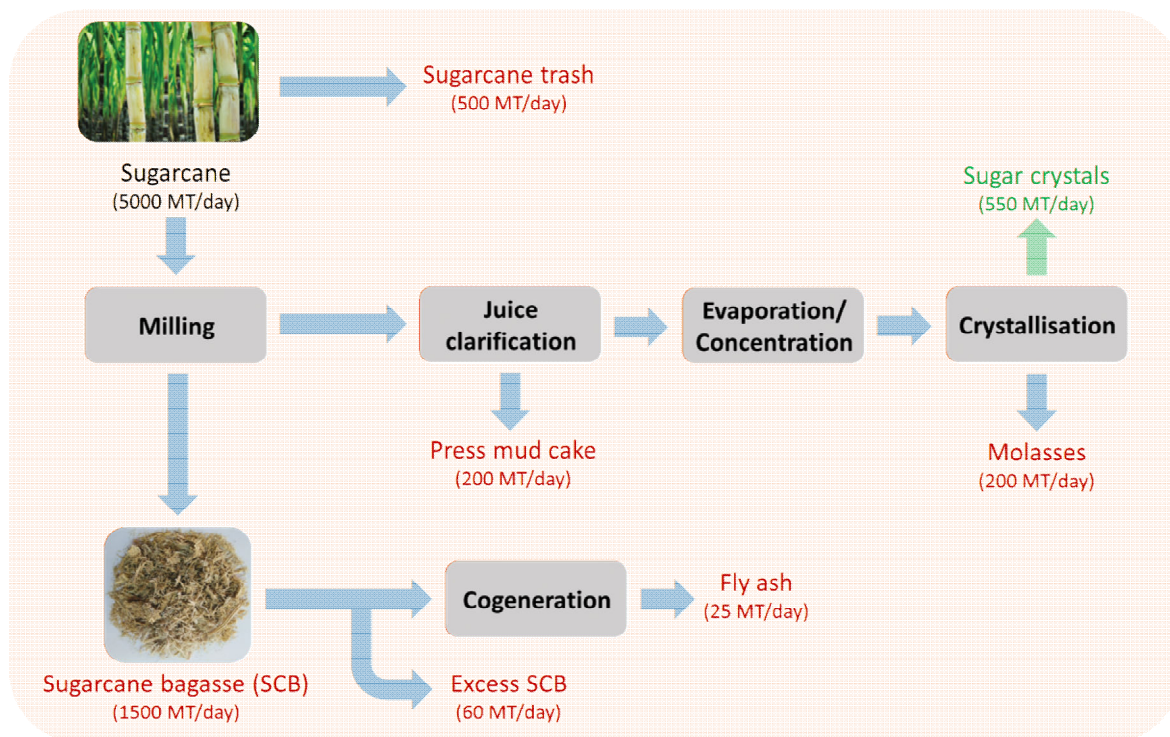 Sugarcane trash
(500 MT/day)
Sugarcane
(5000 MT/day)
Sugar crystals
(550 MT/day)
Milling
Juice
clarification
Evaporation/
Concentration
Crystallisation
Press mud cake
(200 MT/day)
Molasses
(200 MT/day)
Cogeneration
Fly ash
(25 MT/day)
Sugarcane bagasse (SCB)
(1500 MT/day)
Excess SCB
(60 MT/day)